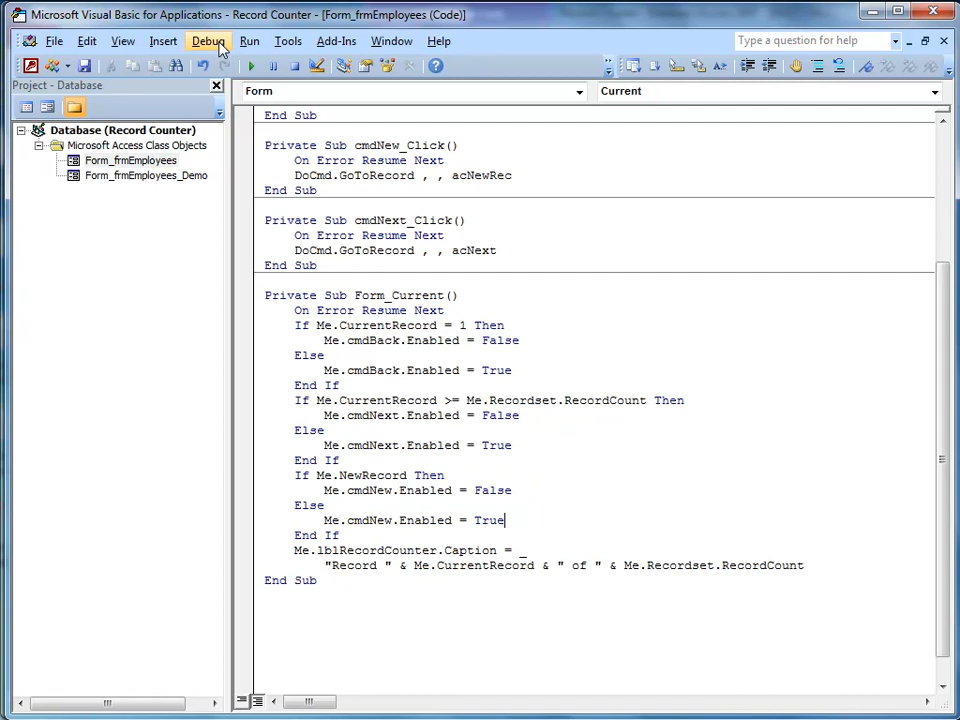 Microsoft Visual Basic for Applications - Record Counter - [Form_frmEmployees (Code)]
File Edit View Insert Debug Run Tools Add-Ins Window Help
Type a question for help
Project - Database
Form
Current
Database (Record Counter)
Microsoft Access Class Objects
Form_frmEmployees
Form_frmEmployees_Demo
End Sub
Private Sub cmdNew_Click()
On Error Resume Next
DoCmd.GoToRecord , , acNewRec
End Sub
Private Sub cmdNext_Click()
On Error Resume Next
DoCmd.GoToRecord , , acNext
End Sub
Private Sub Form_Current()
On Error Resume Next
If Me.CurrentRecord = 1 Then
Me.cmdBack.Enabled = False
Else
Me.cmdBack.Enabled = True
End If
If Me.CurrentRecord >= Me.Recordset.RecordCount Then
Me.cmdNext.Enabled = False
Else
Me.cmdNext.Enabled = True
End If
If Me.NewRecord Then
Me.cmdNew.Enabled = False
Else
Me.cmdNew.Enabled = True
End If
Me.lblRecordCounter.Caption = _
"Record " & Me.CurrentRecord & " of " & Me.Recordset.RecordCount
End Sub